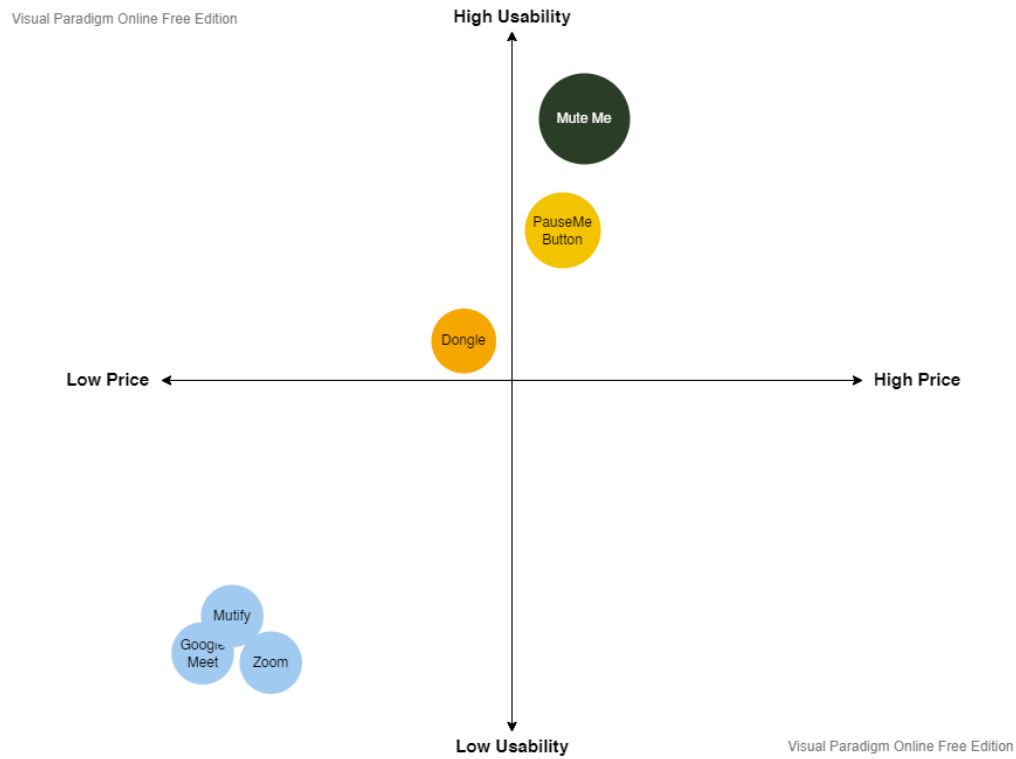 Visual Paradigm Online Free Edition
High Usability
Mute Me
PauseMe
Button
Dongle
Low Price
High Price
Mutify
Google
Meet
Zoom
Low Usability
Visual Paradigm Online Free Edition